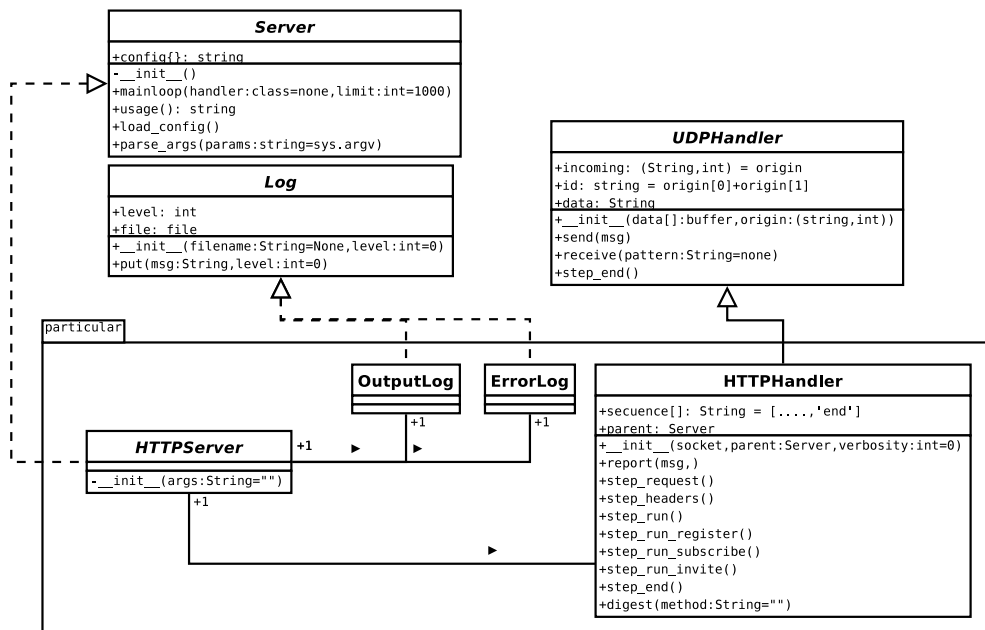 Server
+config{}: string
-__init__()
+mainloop(handler:class=none,limit:int=1000)
+usage(): string
+load_config()
+parse_args(params:string=sys.argv)
Log
+level: int
+file: file
+__init__(filename:String=None,level:int=0)
+put(msg:String,level:int=0)
UDPHandler
+incoming: (String,int) = origin
+id: string = origin[0]+origin[1]
+data: String
+__init__(data[]:buffer,origin:(string,int))
+send(msg)
+receive(pattern:String=none)
+step_end()
particular
OutputLog
+1
ErrorLog
+1
HTTPServer
-__init__(args:String="")
+1
+1
HTTPHandler
+secuence[]: String = [....,'end']
+parent: Server
+__init__(socket,parent:Server,verbosity:int=0)
+report(msg,)
+step_request()
+step_headers()
+step_run()
+step_run_register()
+step_run_subscribe()
+step_run_invite()
+step_end()
+digest(method:String="")